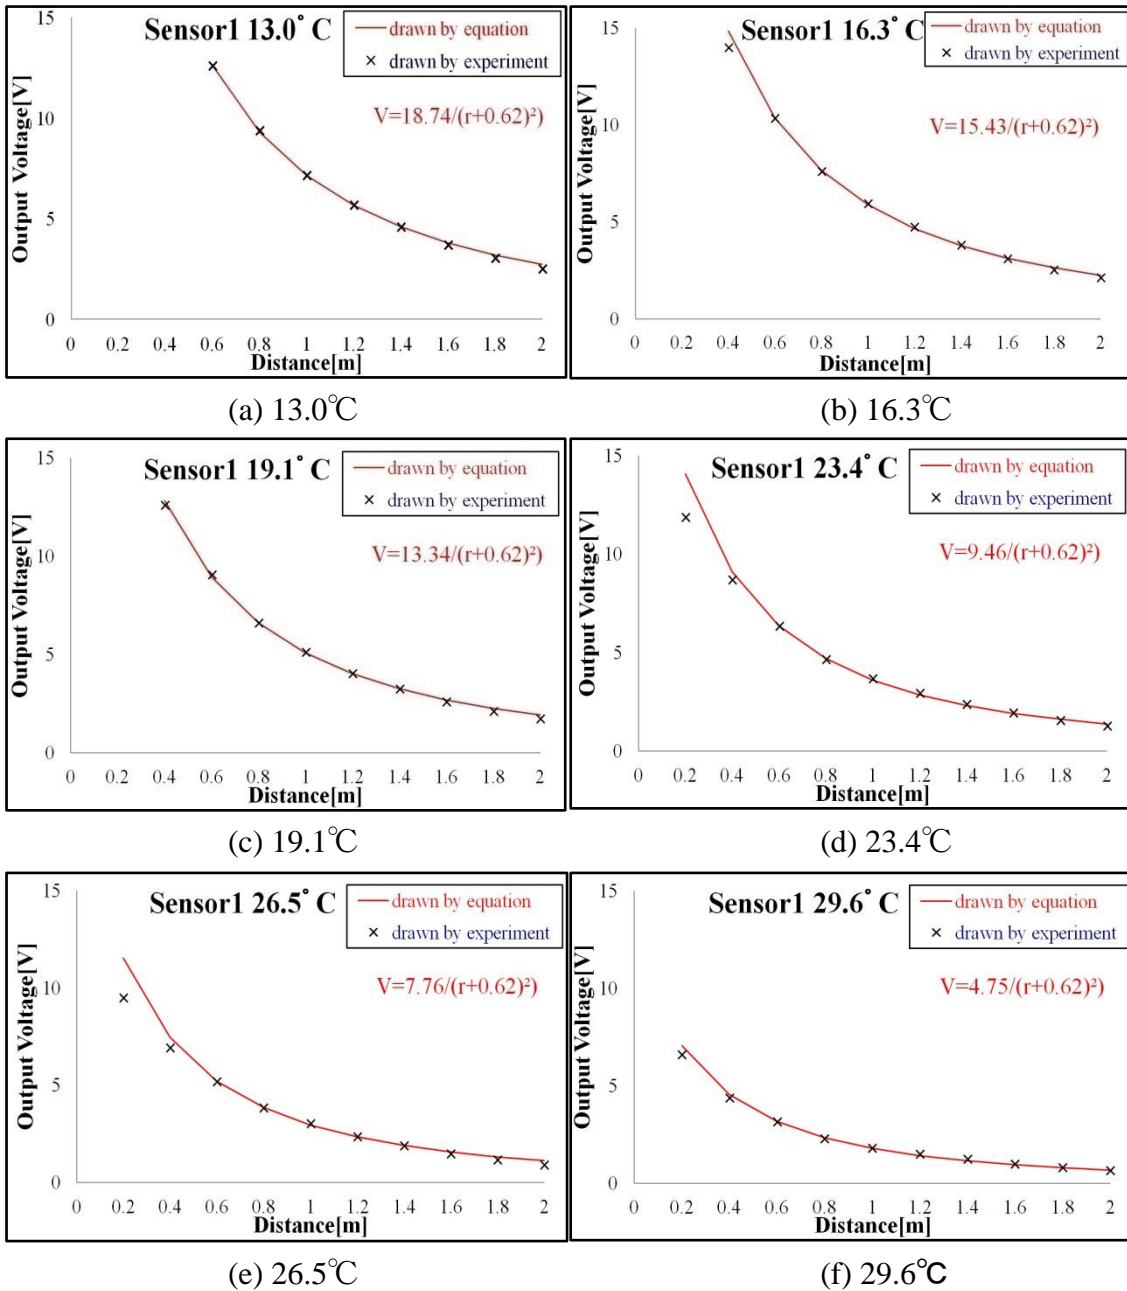 Sensor1 13.0° C
drawn by equation
× drawn by experiment
V=18.74/(r+0.62)²)
Output Voltage[V]
0
15
10
5
0
0 0.2 0.4 0.6 0.8 1 1.2 1.4 1.6 1.8 2
Distance[m]
(a) 13.0℃
Sensor1 16.3° C
drawn by equation
× drawn by experiment
V=15.43/(r+0.62)²)
Output Voltage[V]
0
15
10
5
0
0 0.2 0.4 0.6 0.8 1 1.2 1.4 1.6 1.8 2
Distance[m]
(b) 16.3℃
Sensor1 19.1° C
drawn by equation
× drawn by experiment
V=13.34/(r+0.62)²)
Output Voltage[V]
0
15
10
5
0
0 0.2 0.4 0.6 0.8 1 1.2 1.4 1.6 1.8 2
Distance[m]
(c) 19.1℃
Sensor1 23.4° C
drawn by equation
× drawn by experiment
V=9.46/(r+0.62)²)
Output Voltage[V]
0
15
10
5
0
0 0.2 0.4 0.6 0.8 1 1.2 1.4 1.6 1.8 2
Distance[m]
(d) 23.4℃
Sensor1 26.5° C
drawn by equation
× drawn by experiment
V=7.76/(r+0.62)²)
Output Voltage[V]
0
15
10
5
0
0 0.2 0.4 0.6 0.8 1 1.2 1.4 1.6 1.8 2
Distance[m]
(e) 26.5℃
Sensor1 29.6° C
drawn by equation
× drawn by experiment
V=4.75/(r+0.62)²)
Output Voltage[V]
0
15
10
5
0
0 0.2 0.4 0.6 0.8 1 1.2 1.4 1.6 1.8 2
Distance[m]
(f) 29.6℃